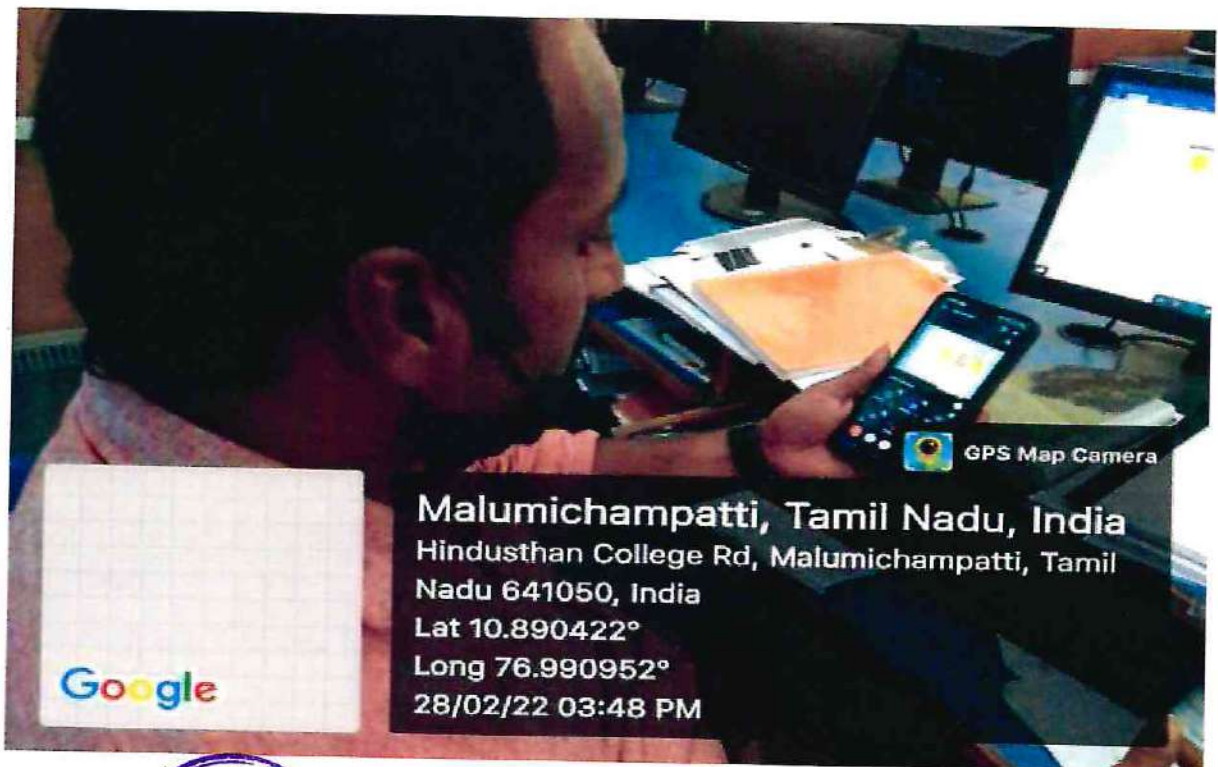 GPS Map Camera
Malumichampatti, Tamil Nadu, India
Hindusthan College Rd, Malumichampatti, Tamil
Nadu 641050, India
Lat 10.890422°
Long 76.990952°
28/02/22 03:48 PM
Google